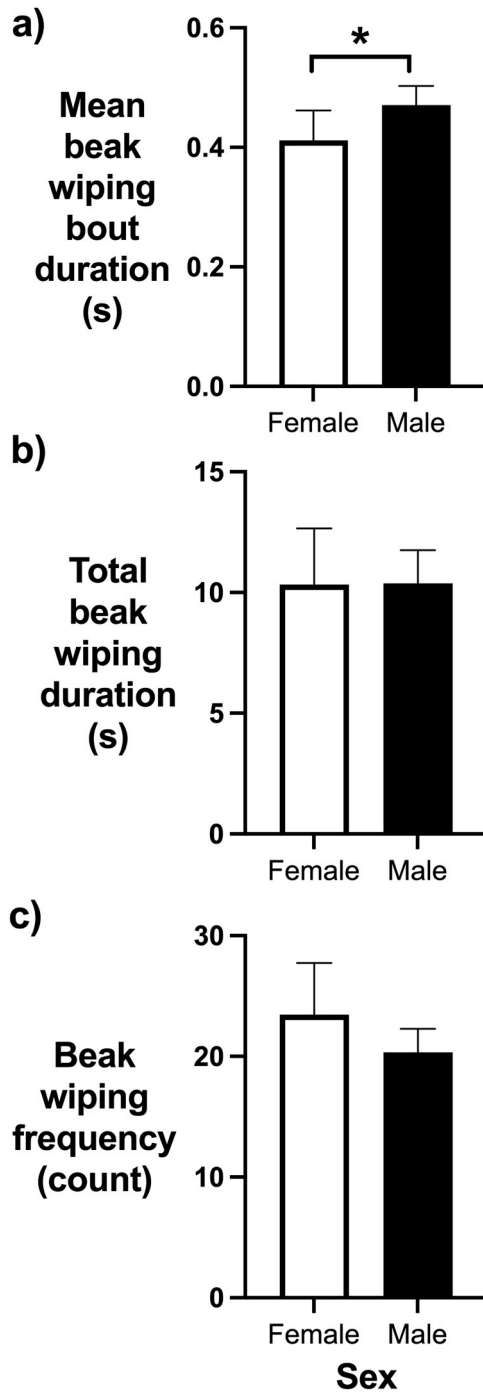 a)
Mean
beak
wiping
bout
duration
(s)
0.6
0.4
0.2
0.0
*
Female Male
b)
Total
beak
wiping
duration
(s)
15
10
5
0
Female Male
c)
Beak
wiping
frequency
(count)
30
20
10
0
Female Male
Sex